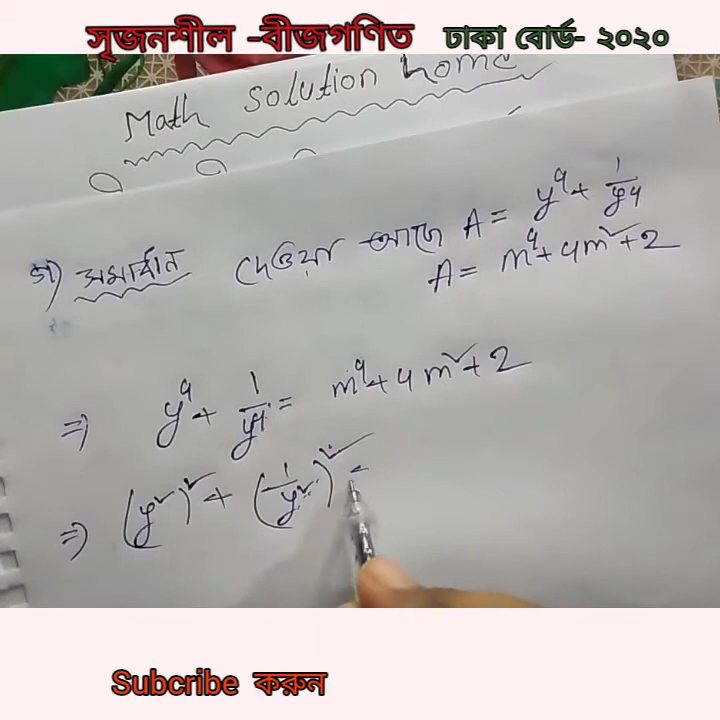 সৃজনশীল -বীজগণিত ঢাকা বোর্ড- ২০২০
Math solution home
গ) সমাধান দেওয়া আছে A = y⁴ + 1/y⁴
A = m⁴ + 4m² + 2
⇒ y⁴ + 1/y⁴ = m⁴ + 4m² + 2
⇒ (y²)² + (1/y²)² =
Subcribe করুন